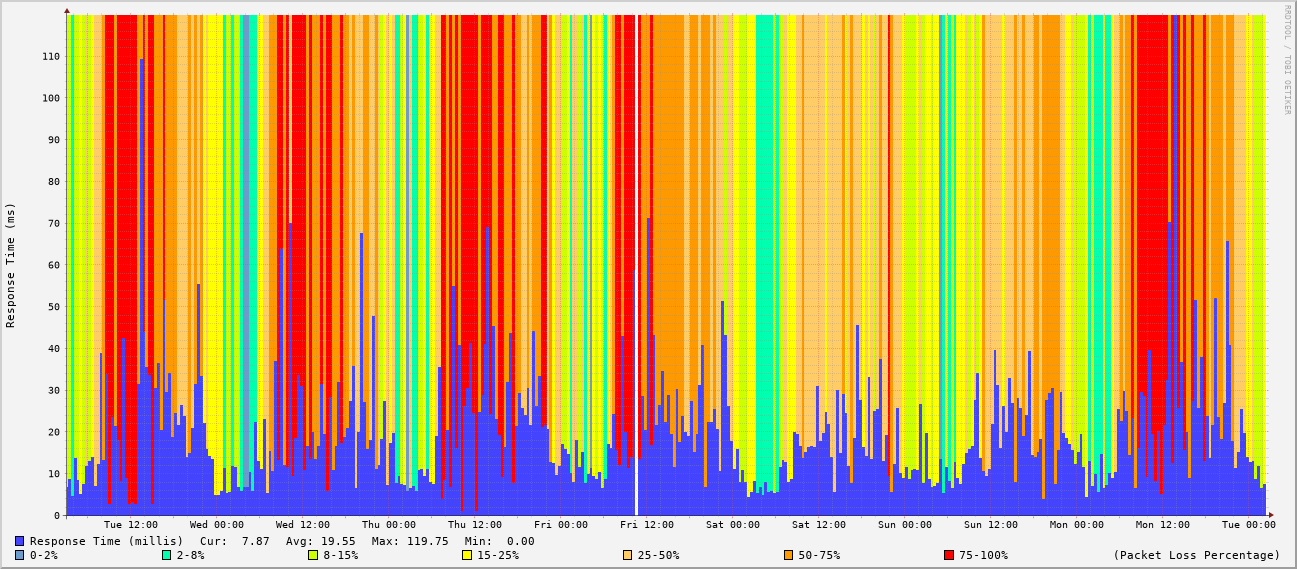 RRDTOOL / TOBI OETIKER
Response Time (ms)
110
100
90
80
70
60
50
40
30
20
10
0
Tue 12:00 Wed 00:00 Wed 12:00 Thu 00:00 Thu 12:00 Fri 00:00 Fri 12:00 Sat 00:00 Sat 12:00 Sun 00:00 Sun 12:00 Mon 00:00 Mon 12:00 Tue 00:00
Response Time (millis) Cur: 7.87 Avg: 19.55 Max: 119.75 Min: 0.00
0-2% 2-8% 8-15% 15-25% 25-50% 50-75% 75-100% (Packet Loss Percentage)